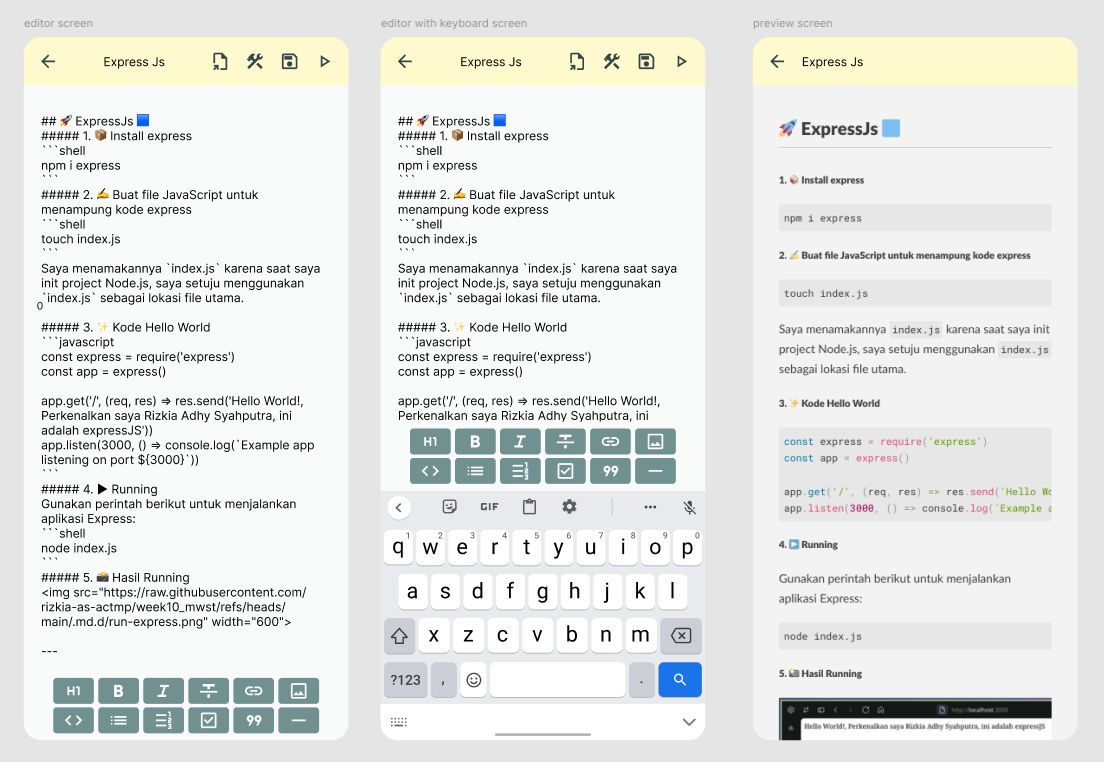 editor screen
Express Js
## 🚀 ExpressJs 🟦
##### 1. 📦 Install express
```shell
npm i express
```
##### 2. ✍️ Buat file JavaScript untuk
menampung kode express
```shell
touch index.js
```
Saya menamakannya `index.js` karena saat saya
init project Node.js, saya setuju menggunakan
`index.js` sebagai lokasi file utama.
0
##### 3. ✨ Kode Hello World
```javascript
const express = require('express')
const app = express()
app.get('/', (req, res) => res.send('Hello World!,
Perkenalkan saya Rizkia Adhy Syahputra, ini
adalah expressJS'))
app.listen(3000, () => console.log(`Example app
listening on port ${3000}`))
```
##### 4. ▶️ Running
Gunakan perintah berikut untuk menjalankan
aplikasi Express:
```shell
node index.js
```
##### 5. 📸 Hasil Running
<img src="https://raw.githubusercontent.com/
rizkia-as-actmp/week10_mwst/refs/heads/
main/.md.d/run-express.png" width="600">
---
H1 B I T
99
editor with keyboard screen
Express Js
## 🚀 ExpressJs 🟦
##### 1. 📦 Install express
```shell
npm i express
```
##### 2. ✍️ Buat file JavaScript untuk
menampung kode express
```shell
touch index.js
```
Saya menamakannya `index.js` karena saat saya
init project Node.js, saya setuju menggunakan
`index.js` sebagai lokasi file utama.
##### 3. ✨ Kode Hello World
```javascript
const express = require('express')
const app = express()
app.get('/', (req, res) => res.send('Hello World!,
Perkenalkan saya Rizkia Adhy Syahputra, ini
H1 B I T
99
GIF
q1 w2 e3 r4 t5 y6 u7 i8 o9 p0
a s d f g h j k l
z x c v b n m
?123 , .
preview screen
Express Js
🚀 ExpressJs 🟦
1. 📦 Install express
npm i express
2. ✍️ Buat file JavaScript untuk menampung kode express
touch index.js
Saya menamakannya index.js karena saat saya init
project Node.js, saya setuju menggunakan index.js
sebagai lokasi file utama.
3. ✨ Kode Hello World
const express = require('express')
const app = express()
app.get('/', (req, res) => res.send('Hello Wo
app.listen(3000, () => console.log(`Example a
4. ▶️ Running
Gunakan perintah berikut untuk menjalankan
aplikasi Express:
node index.js
5. 📸 Hasil Running
http://localhost:3000
Hello World!, Perkenalkan saya Rizkia Adhy Syahputra, ini adalah expressJS